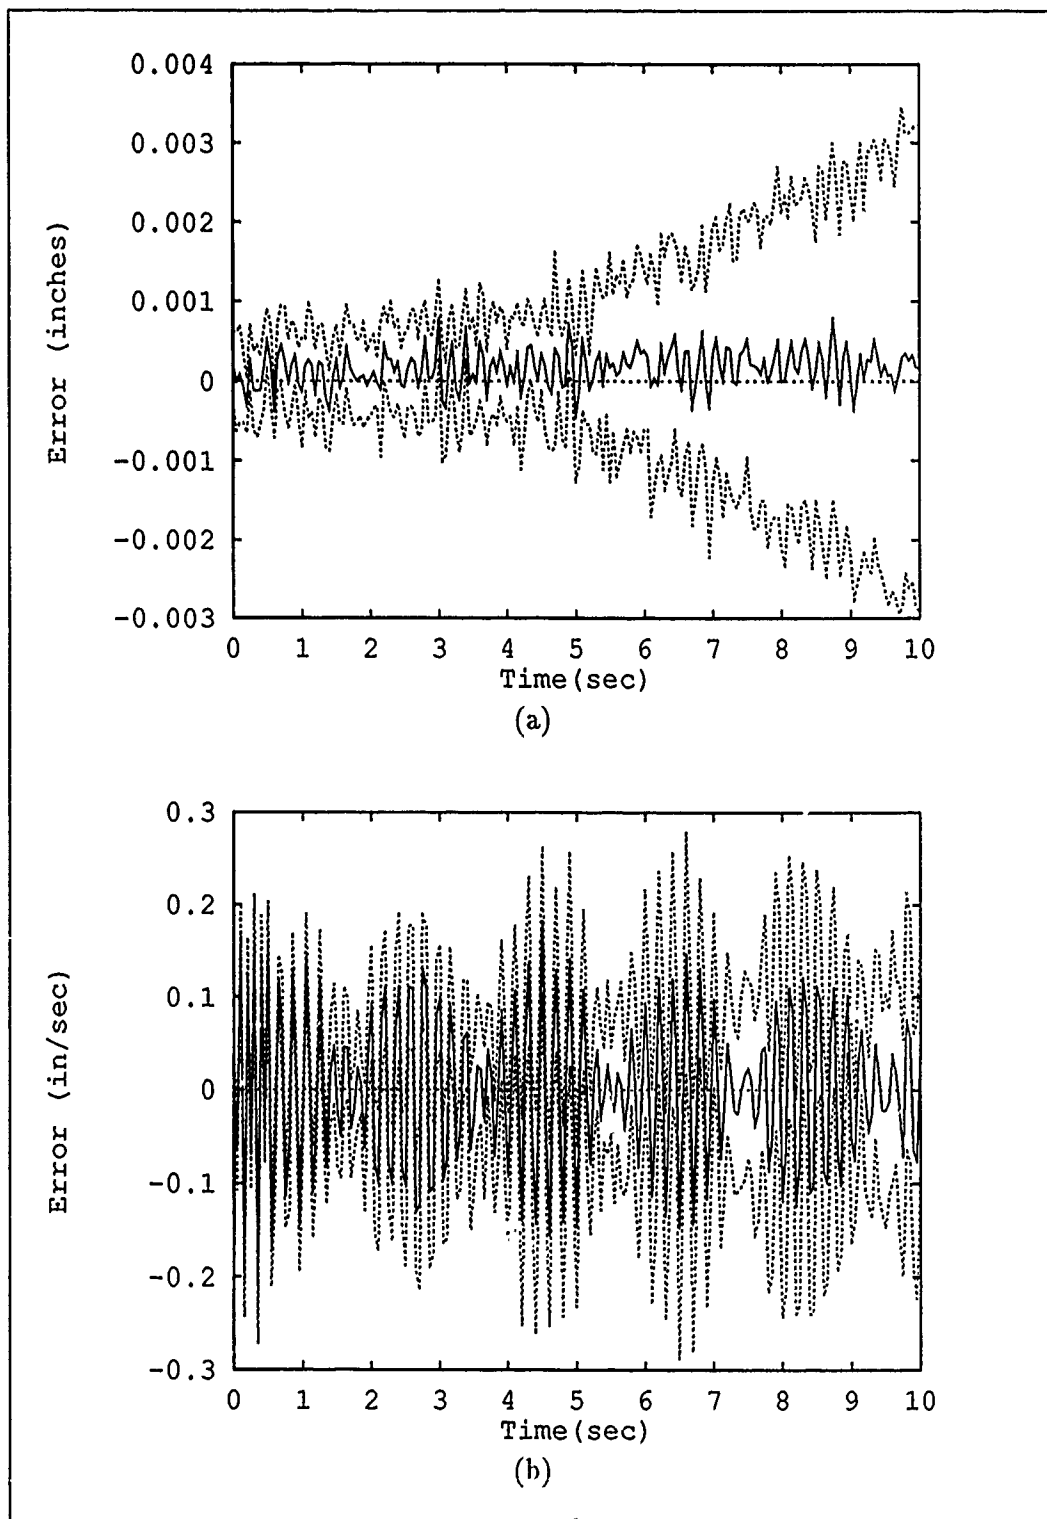 0.004
0.003
0.002
0.001
0
-0.001
-0.002
-0.003
Error (inches)
0 1 2 3 4 5 6 7 8 9 10
Time(sec)
(a)
0.3
0.2
0.1
0
-0.1
-0.2
-0.3
Error (in/sec)
0 1 2 3 4 5 6 7 8 9 10
Time(sec)
(b)